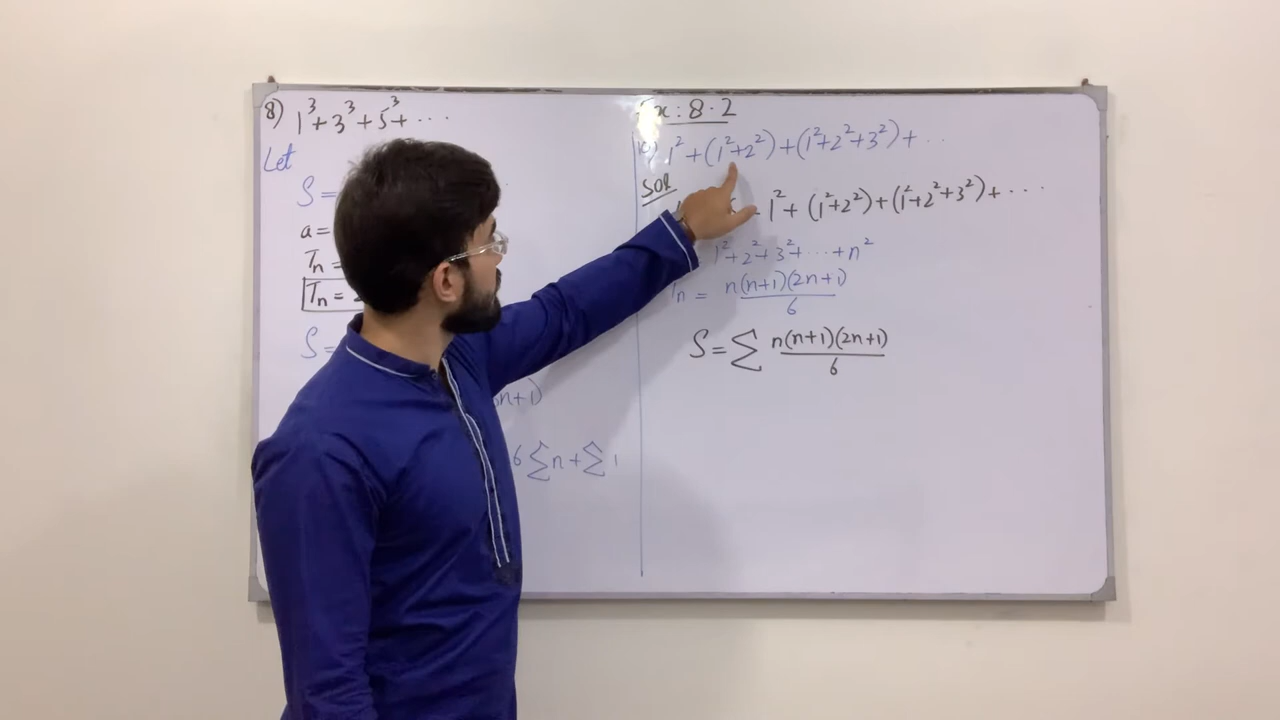 8) 1³+3³+5³+ ...
Let
S=
a=
Tn=
Tn=
S=
n+1)
6∑n+∑1
Ex: 8.2
1²+(1²+2²)+(1²+2²+3²)+ ...
Sol
1²+(1²+2²)+(1²+2²+3²)+ ...
1²+2²+3²+ ... +n²
Tn = n(n+1)(2n+1)/6
S=∑ n(n+1)(2n+1)/6